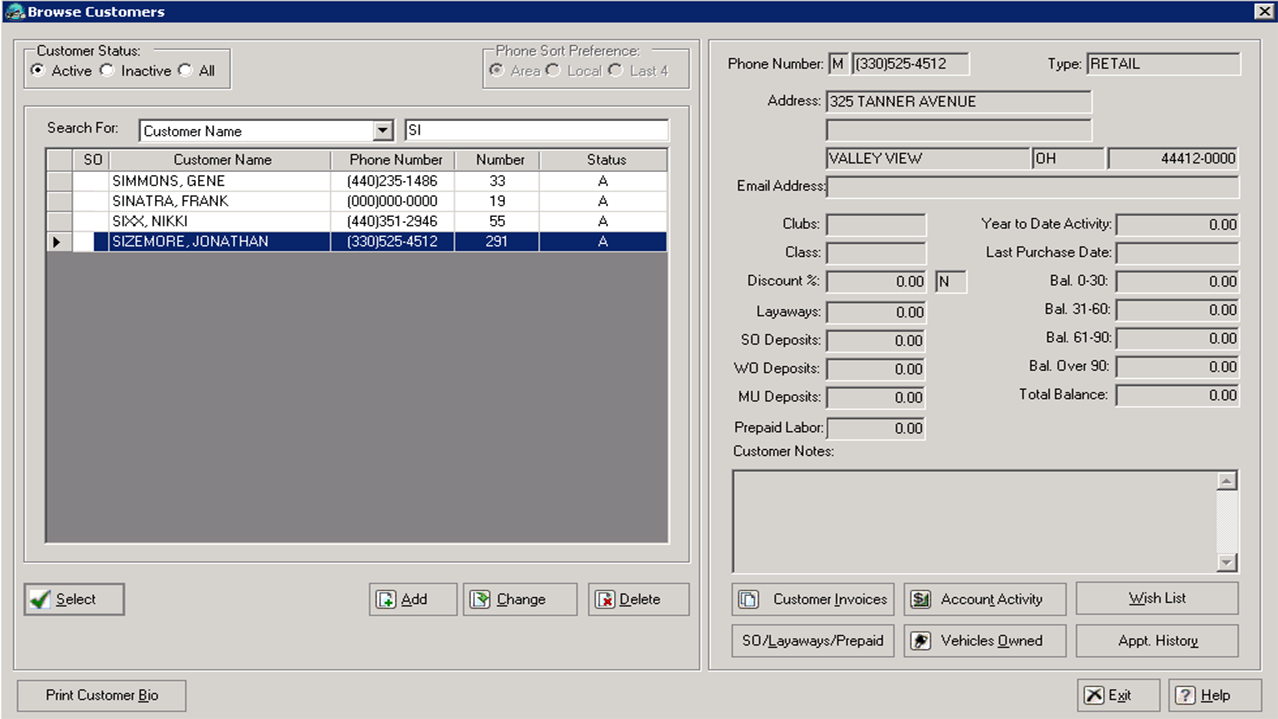 Browse Customers
Customer Status:
Active Inactive All
Phone Sort Preference:
Area Local Last 4
Search For: Customer Name SI
SO Customer Name Phone Number Number Status
SIMMONS, GENE (440)235-1486 33 A
SINATRA, FRANK (000)000-0000 19 A
SIXX, NIKKI (440)351-2946 55 A
SIZEMORE, JONATHAN (330)525-4512 291 A
Select Add Change Delete
Phone Number: M (330)525-4512 Type: RETAIL
Address: 325 TANNER AVENUE
VALLEY VIEW OH 44412-0000
Email Address:
Clubs: Year to Date Activity: 0.00
Class: Last Purchase Date:
Discount %: 0.00 N Bal. 0-30: 0.00
Layaways: 0.00 Bal. 31-60: 0.00
SO Deposits: 0.00 Bal. 61-90: 0.00
WO Deposits: 0.00 Bal. Over 90: 0.00
MU Deposits: 0.00 Total Balance: 0.00
Prepaid Labor: 0.00
Customer Notes:
Customer Invoices Account Activity Wish List
SO/Layaways/Prepaid Vehicles Owned Appt. History
Print Customer Bio Exit Help